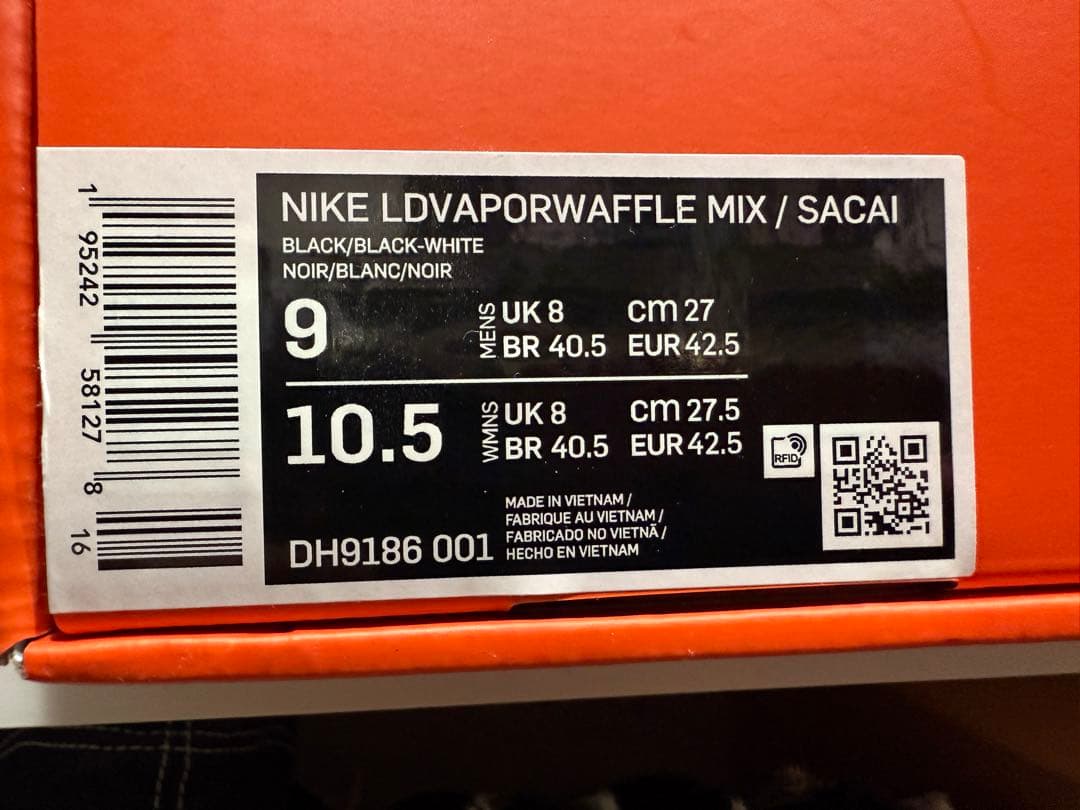 NIKE LDVAPORWAFFLE MIX / SACAI
BLACK/BLACK-WHITE
NOIR/BLANC/NOIR
9
MENS
UK 8 cm 27
BR 40.5 EUR 42.5
10.5
WMNS
UK 8 cm 27.5
BR 40.5 EUR 42.5
RFID
MADE IN VIETNAM /
FABRIQUE AU VIETNAM /
FABRICADO NO VIETNÃ /
HECHO EN VIETNAM
DH9186 001
1 95242 58127 8 16